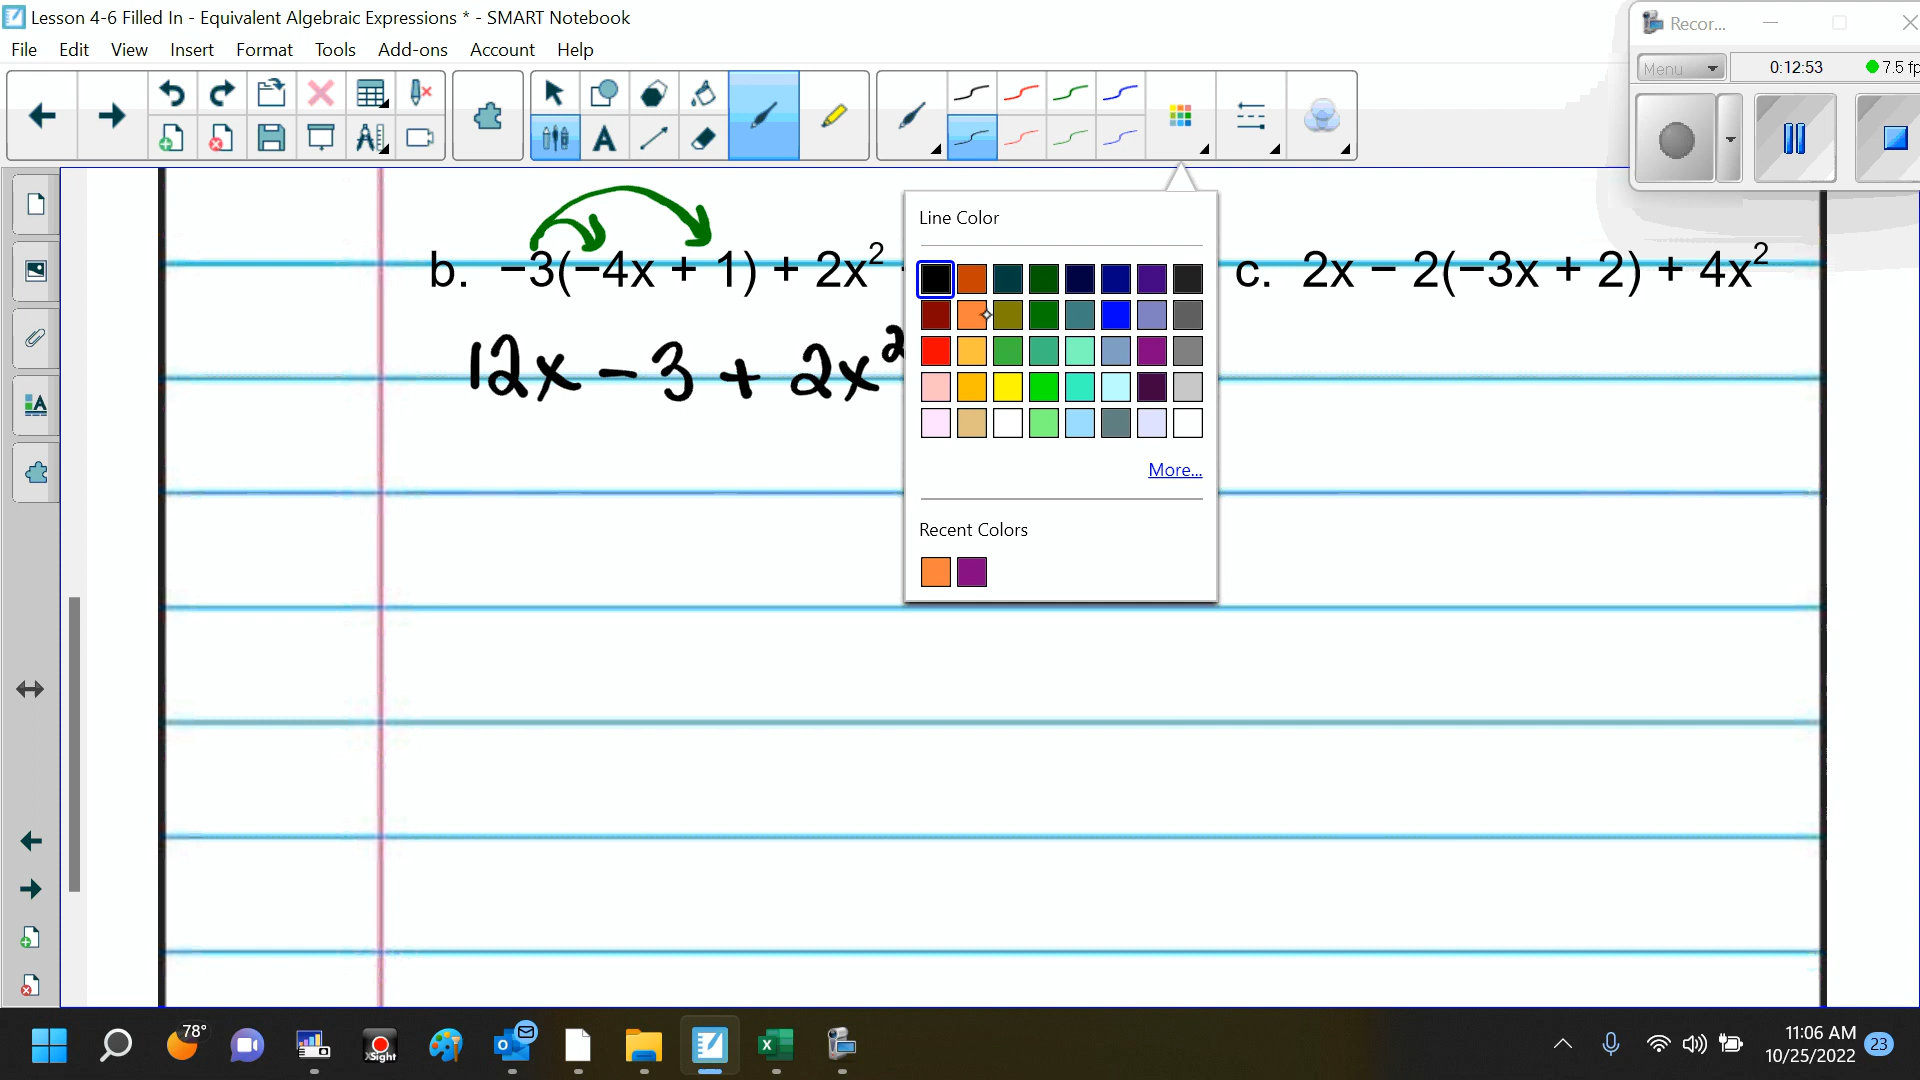 Lesson 4-6 Filled In - Equivalent Algebraic Expressions * - SMART Notebook
Recor...
File Edit View Insert Format Tools Add-ons Account Help
Menu 0:12:53 7.5 fp
A
Line Color
b. −3(−4x + 1) + 2x²
c. 2x − 2(−3x + 2) + 4x²
12x − 3 + 2x²
More...
Recent Colors
78°
xSight
11:06 AM
10/25/2022
23